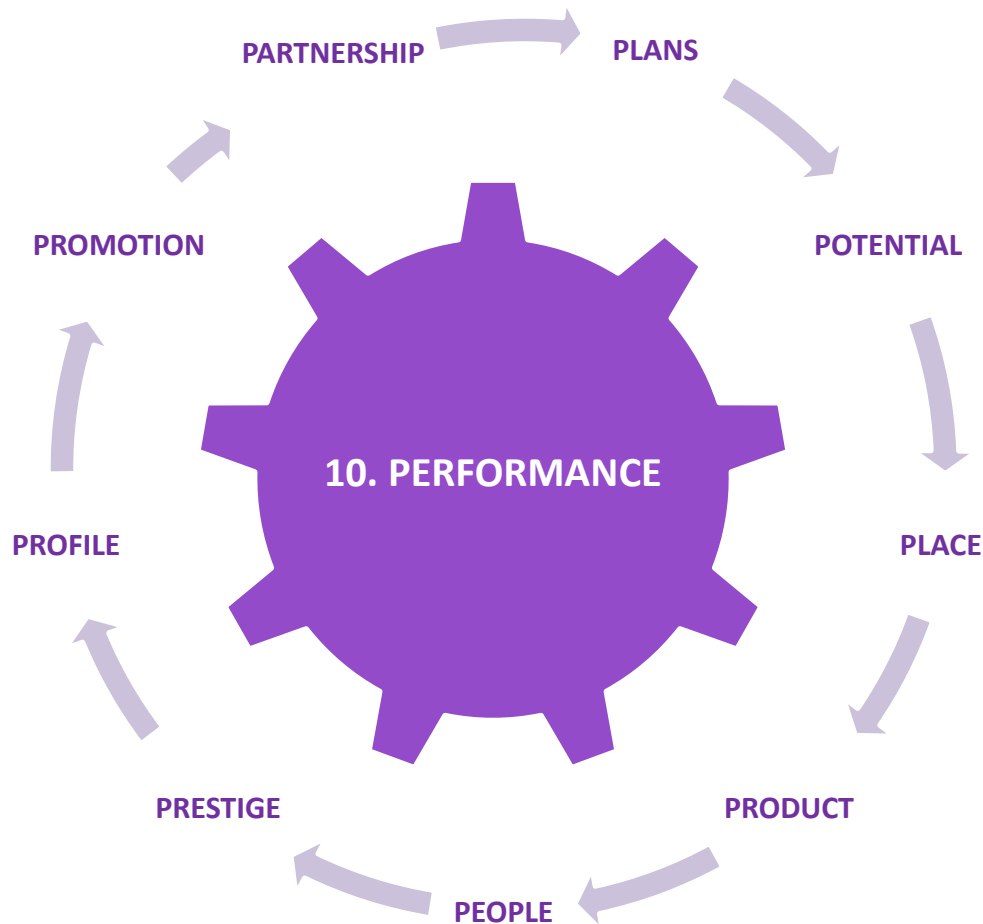 PARTNERSHIP
PLANS
POTENTIAL
PLACE
PRODUCT
PEOPLE
PRESTIGE
PROFILE
PROMOTION
10. PERFORMANCE